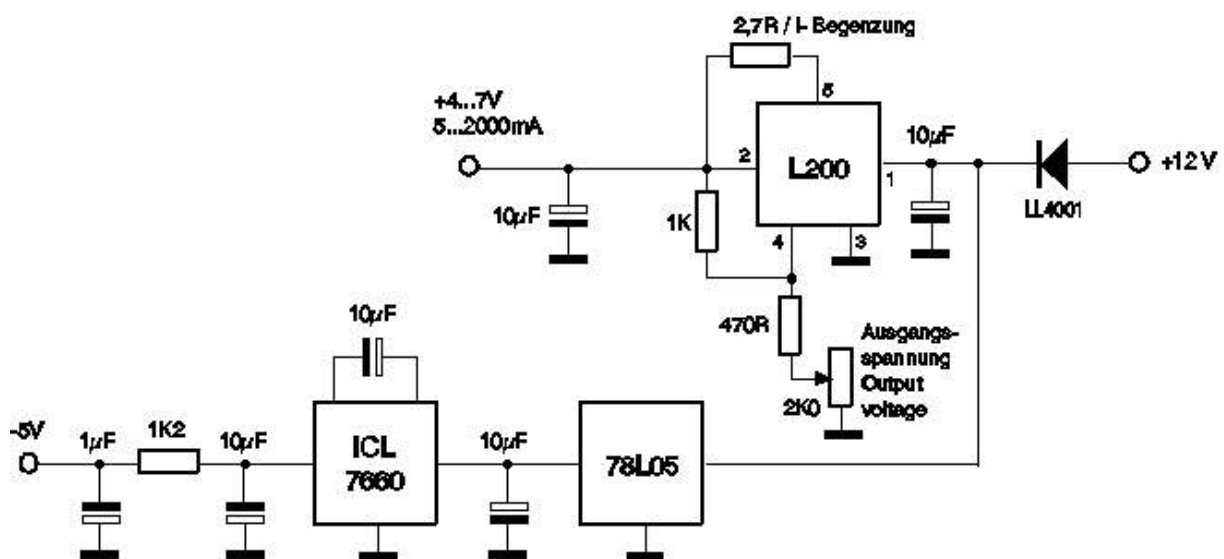 2,7R / I- Begenzung
+4...7V
5...2000mA
5
10µF
2
L200
1
+12V
LL4001
10µF
1K
4
3
470R
Ausgangs-
spannung
Output
voltage
2K0
10µF
-5V
1µF
1K2
10µF
ICL
7660
10µF
78L05